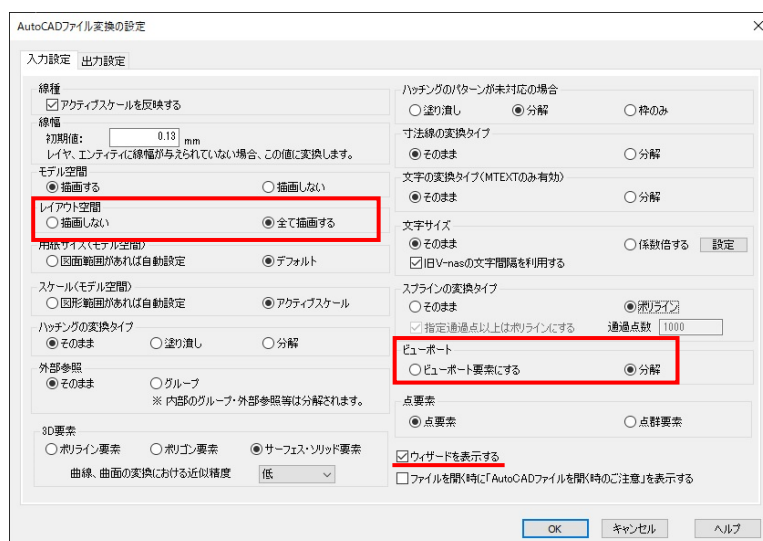 AutoCADファイル変換の設定
入力設定 出力設定
線種
アクティブスケールを反映する
線幅
初期値: 0.13 mm
レイヤ、エンティティに線幅が与えられていない場合、この値に変換します。
モデル空間
描画する 描画しない
レイアウト空間
描画しない 全て描画する
用紙サイズ(モデル空間)
図面範囲があれば自動設定 デフォルト
スケール(モデル空間)
図形範囲があれば自動設定 アクティブスケール
ハッチングの変換タイプ
そのまま 塗り潰し 分解
外部参照
そのまま グループ
※ 内部のグループ・外部参照等は分解されます。
3D要素
ポリライン要素 ポリゴン要素 サーフェス・ソリッド要素
曲線、曲面の変換における近似精度 低
ハッチングのパターンが未対応の場合
塗り潰し 分解 枠のみ
寸法線の変換タイプ
そのまま 分解
文字の変換タイプ(MTEXTのみ有効)
そのまま 分解
文字サイズ
そのまま 係数倍する 設定
旧V-nasの文字間隔を利用する
スプラインの変換タイプ
そのまま ポリライン
指定通過点以上はポリラインにする 通過点数 1000
ビューポート
ビューポート要素にする 分解
点要素
点要素 点群要素
ウィザードを表示する
ファイルを開く時に「AutoCADファイルを開く時のご注意」を表示する
OK キャンセル ヘルプ